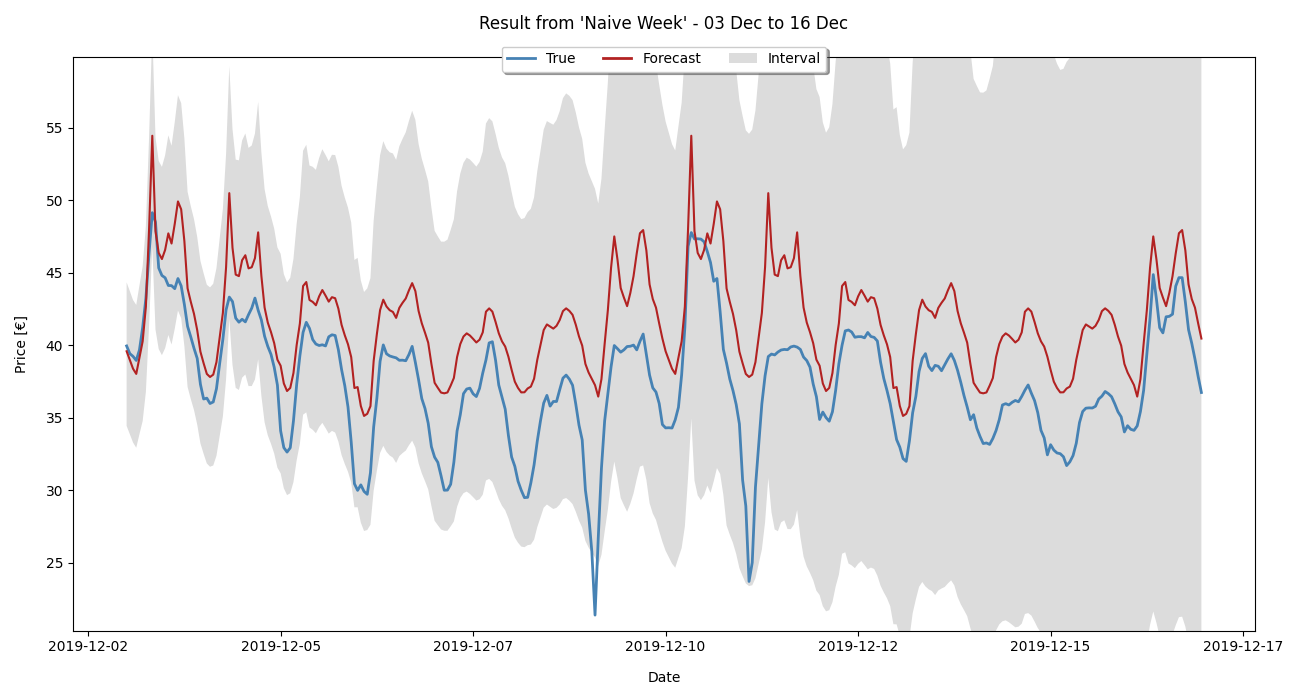 Result from 'Naive Week' - 03 Dec to 16 Dec
True Forecast Interval
55
50
45
40
35
30
25
Price [€]
2019-12-02 2019-12-05 2019-12-07 2019-12-10 2019-12-12 2019-12-15 2019-12-17
Date